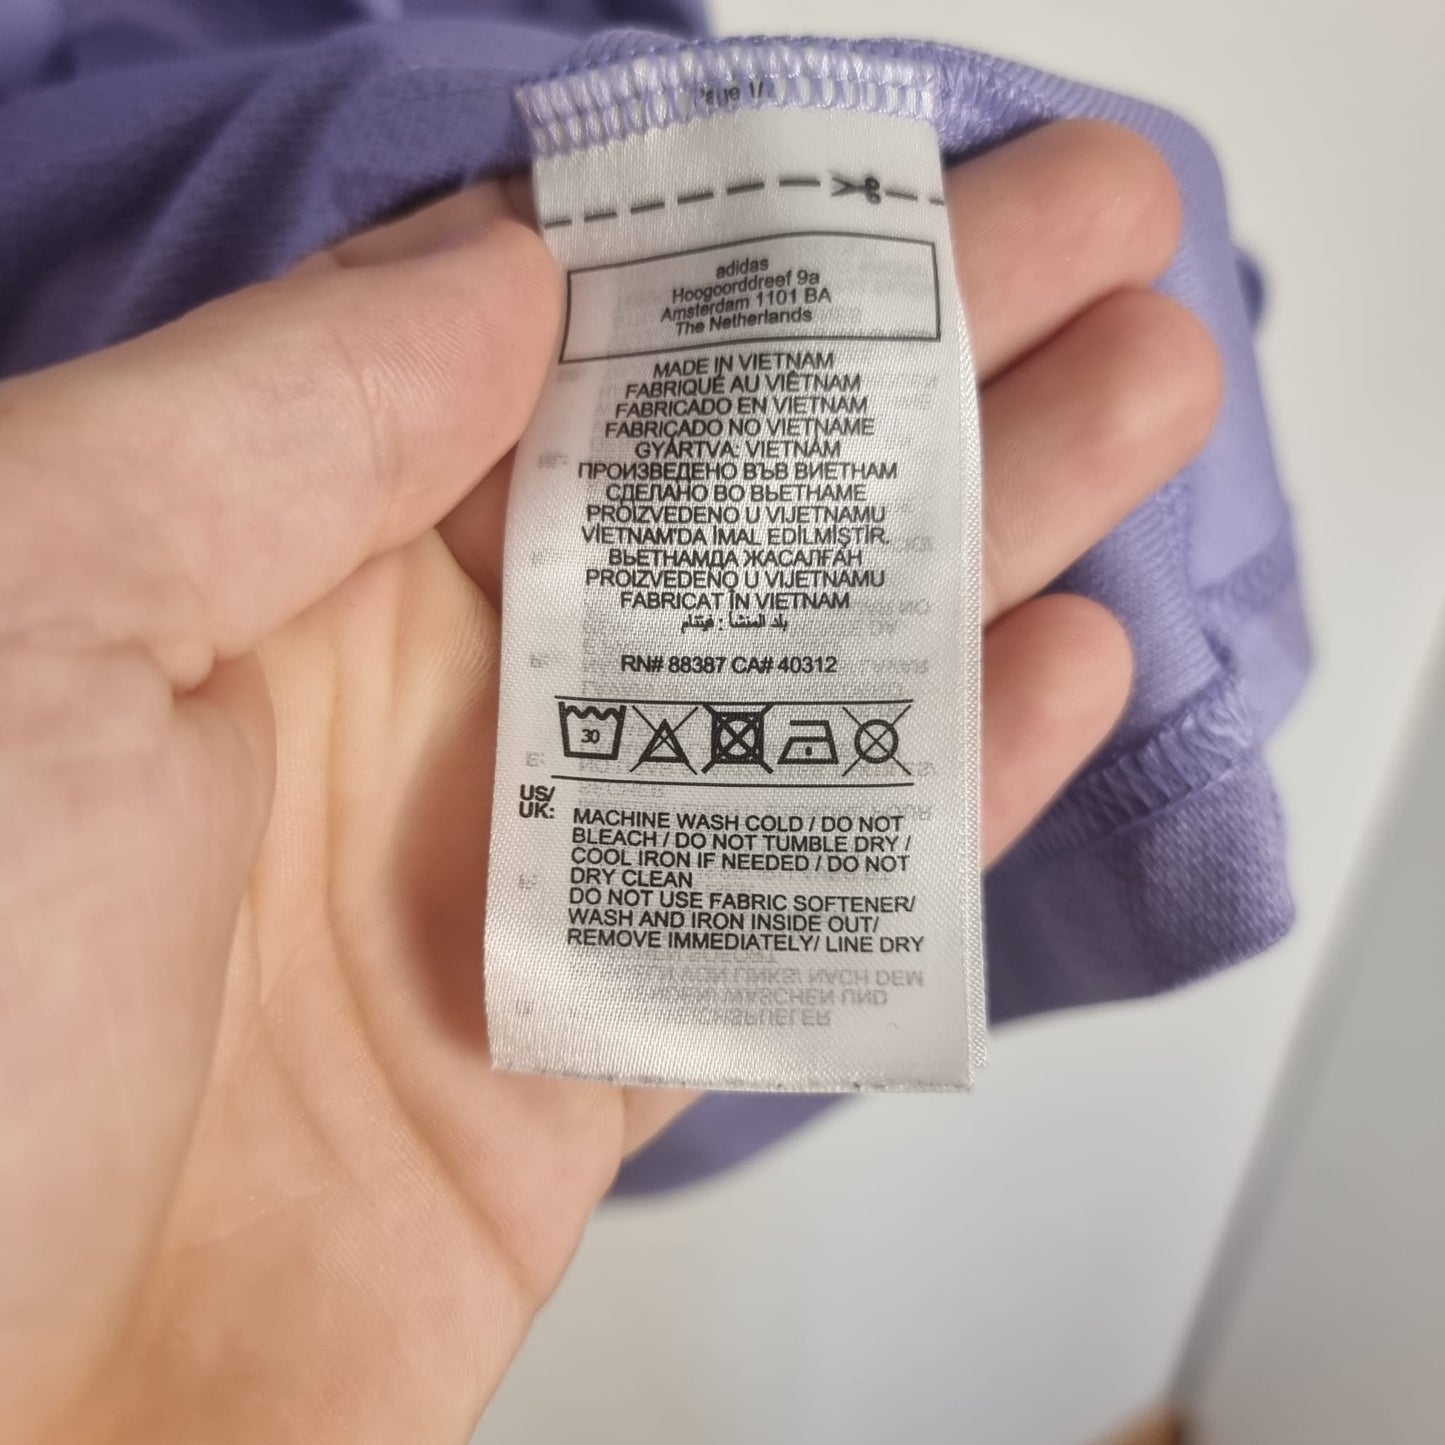 adidas
Hoogoorddreef 9a
Amsterdam 1101 BA
The Netherlands
MADE IN VIETNAM
FABRIQUÉ AU VIÊTNAM
FABRICADO EN VIETNAM
FABRICADO NO VIETNAME
GYÁRTVA: VIETNÁM
ПРОИЗВЕДЕНО ВЪВ ВИЕТНАМ
СДЕЛАНО ВО ВЬЕТНАМЕ
PROIZVEDENO U VIJETNAMU
VIETNAM'DA İMAL EDİLMİŞTİR.
ВЬЕТНАМДА ЖАСАЛҒАН
PROIZVEDENO U VIJETNAMU
FABRICAT ÎN VIETNAM
بلد المنشأ : فيتنام
RN# 88387 CA# 40312
30
US/
UK:
MACHINE WASH COLD / DO NOT
BLEACH / DO NOT TUMBLE DRY /
COOL IRON IF NEEDED / DO NOT
DRY CLEAN
DO NOT USE FABRIC SOFTENER/
WASH AND IRON INSIDE OUT/
REMOVE IMMEDIATELY/ LINE DRY